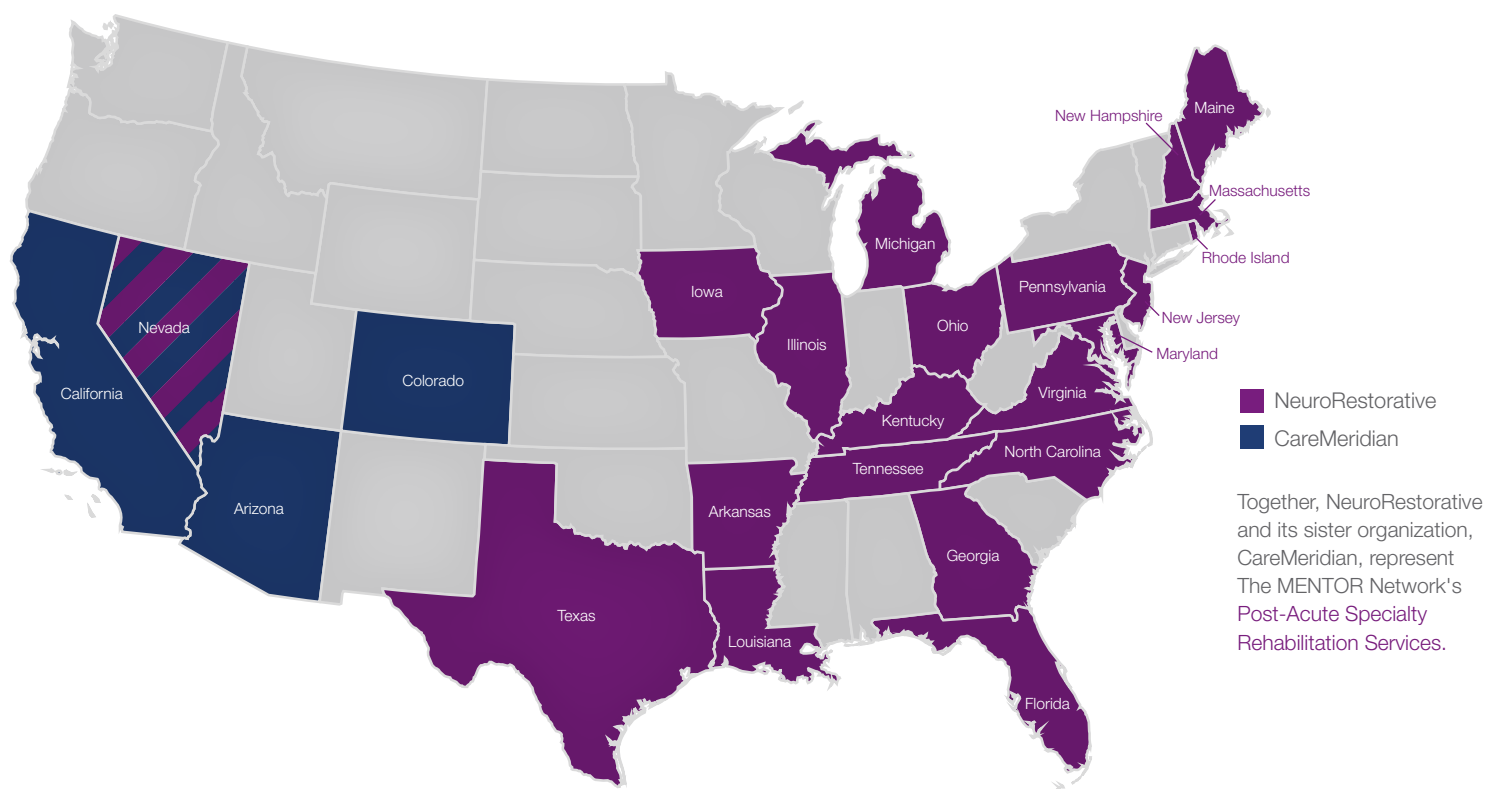 Maine
New Hampshire
Massachusetts
Michigan
Rhode Island
Pennsylvania
Iowa
New Jersey
Ohio
Nevada
Illinois
Maryland
Colorado
California
Virginia
Kentucky
North Carolina
Tennessee
Arizona
Arkansas
Georgia
Texas
Louisiana
Florida
NeuroRestorative
CareMeridian
Together, NeuroRestorative
and its sister organization,
CareMeridian, represent
The MENTOR Network's
Post-Acute Specialty
Rehabilitation Services.